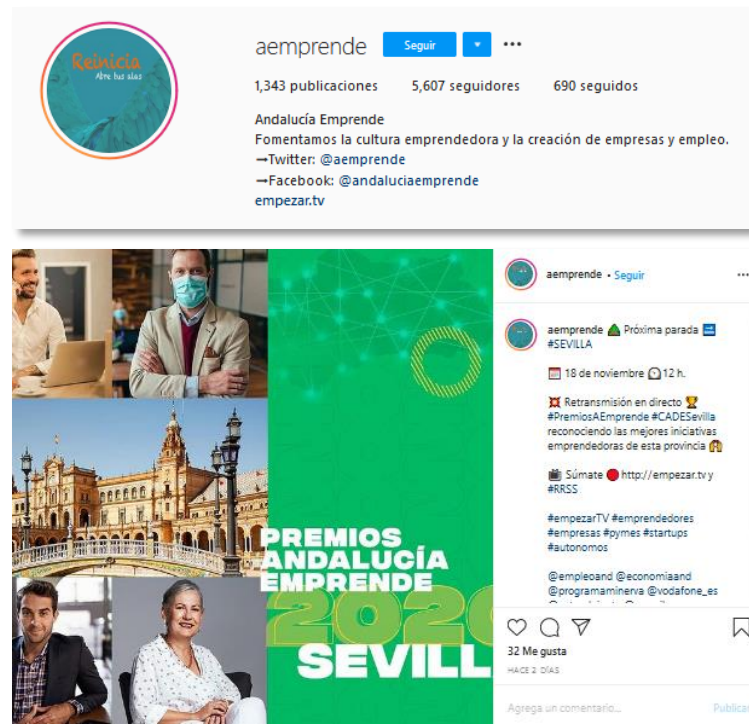 Reinicia
Abre tus alas
aemprende Seguir
1,343 publicaciones 5,607 seguidores 690 seguidos
Andalucía Emprende
Fomentamos la cultura emprendedora y la creación de empresas y empleo.
→Twitter: @aemprende
→Facebook: @andaluciaemprende
empezar.tv
PREMIOS
ANDALUCÍA
EMPRENDE
2020
SEVILL
aemprende • Seguir
aemprende Próxima parada
#SEVILLA
18 de noviembre 12 h.
Retransmisión en directo
#PremiosAEmprende #CADESevilla
reconociendo las mejores iniciativas
emprendedoras de esta provincia
Súmate http://empezar.tv y
#RRSS
#empezarTV #emprendedores
#empresas #pymes #startups
#autonomos
@empleoand @economiaand
@programaminerva @vodafone_es
32 Me gusta
HACE 2 DÍAS
Agrega un comentario... Publicar